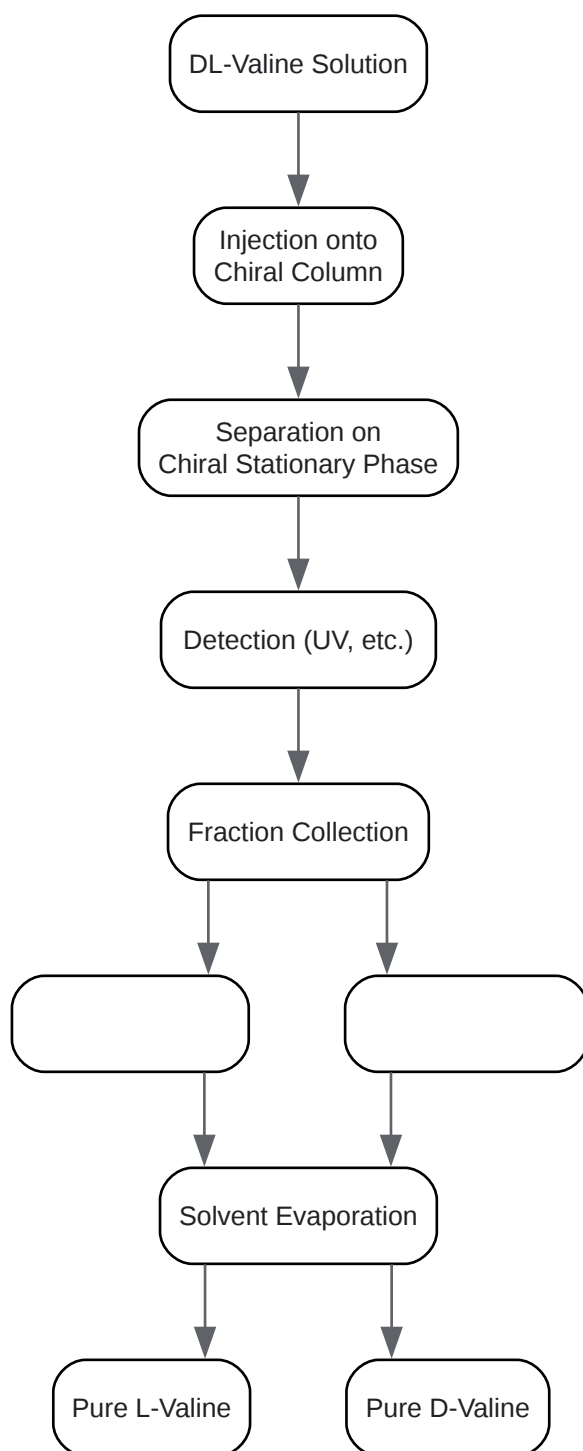 DL-Valine Solution
Injection onto
Chiral Column
Separation on
Chiral Stationary Phase
Detection (UV, etc.)
Fraction Collection
Solvent Evaporation
Pure L-Valine
Pure D-Valine